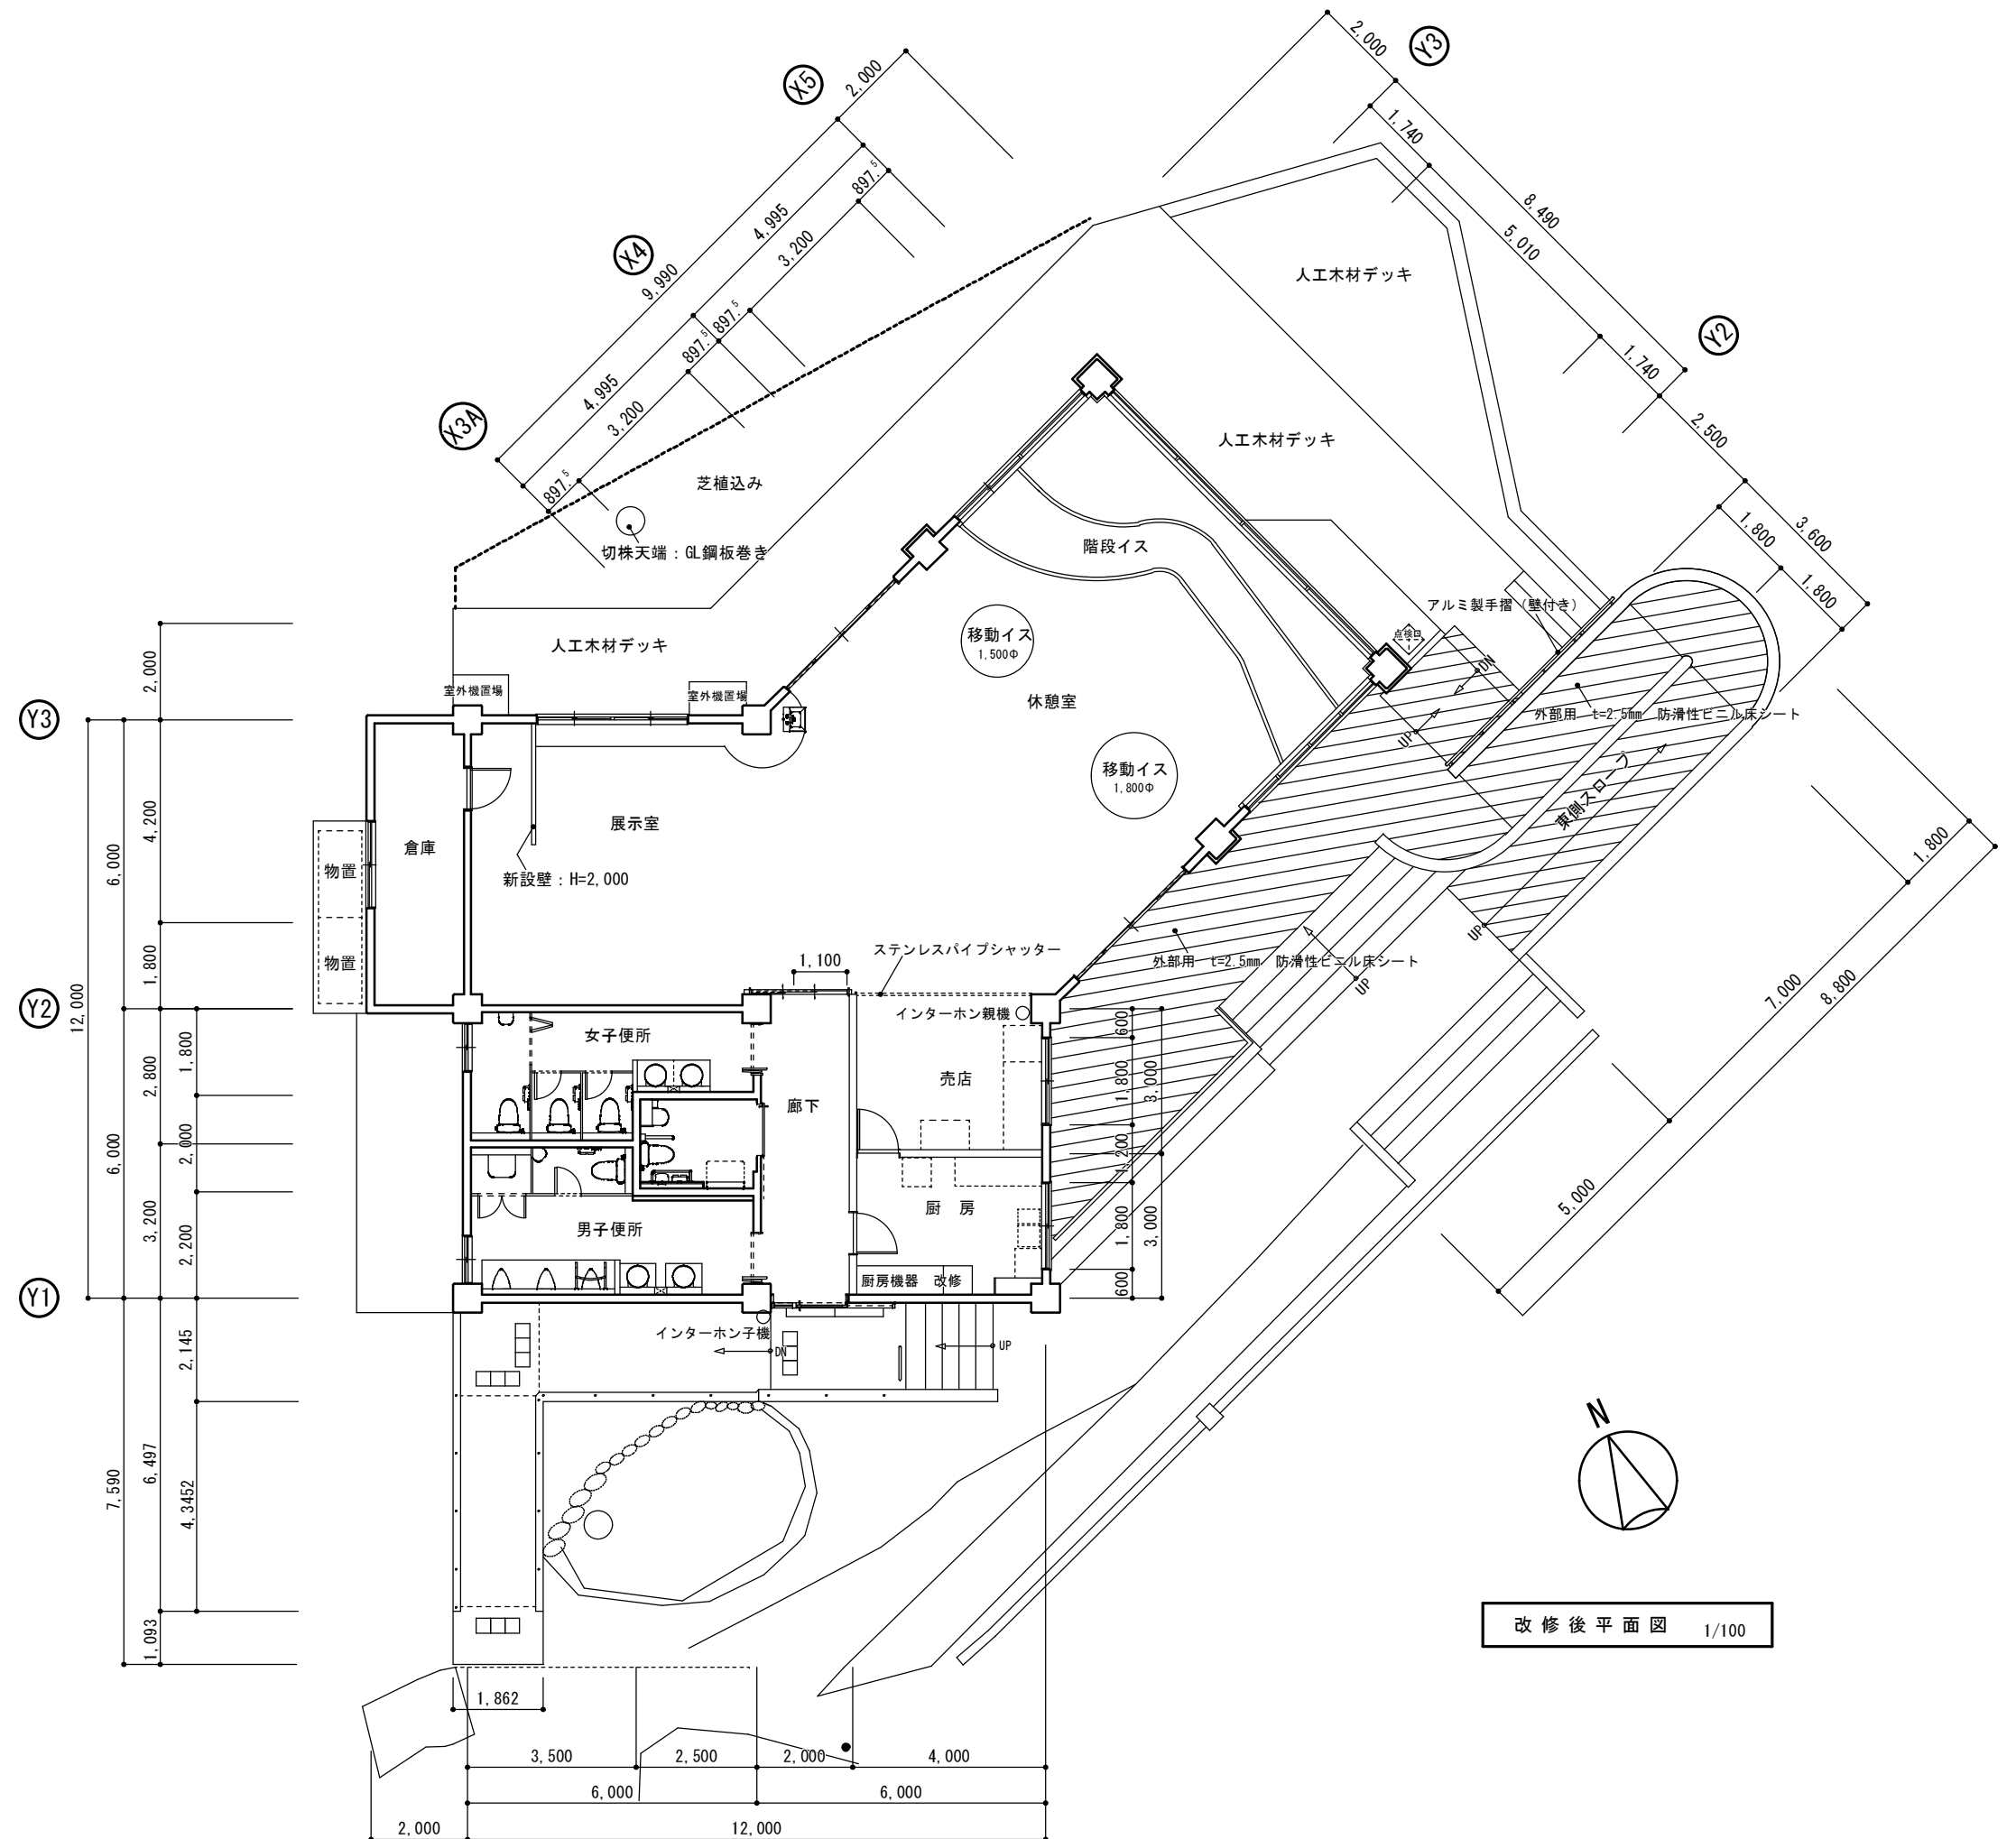 X5
2,000
Y3
2,000
1,740
8,490
5,010
1,740
Y2
2,500
3,600
1,800
1,800
897.5
4,995
3,200
X4
9,990
897.5
897.5
4,995
3,200
X3A
897.5
人工木材デッキ
人工木材デッキ
芝植込み
切株天端:GL鋼板巻き
階段イス
移動イス
1,500Φ
アルミ製手摺(壁付き)
点検口
DN
UP
人工木材デッキ
室外機置場
室外機置場
休憩室
外部用 t=2.5mm 防滑性ビニル床シート
移動イス
1,800Φ
東側スロープ
UP
Y3
2,000
4,200
6,000
1,800
12,000
倉庫
物置
物置
展示室
新設壁:H=2,000
ステンレスパイプシャッター
1,100
外部用 t=2.5mm 防滑性ビニル床シート
UP
1,800
7,000
8,800
5,000
Y2
2,800
1,800
6,000
2,000
3,200
2,200
女子便所
インターホン親機
売店
廊下
600
1,800
3,000
1,200
厨 房
1,800
3,000
600
男子便所
厨房機器 改修
Y1
インターホン子機
DN
UP
2,145
6,497
7,590
4,3452
1,093
N
改修後平面図 1/100
1,862
3,500
2,500
2,000
4,000
6,000
6,000
2,000
12,000